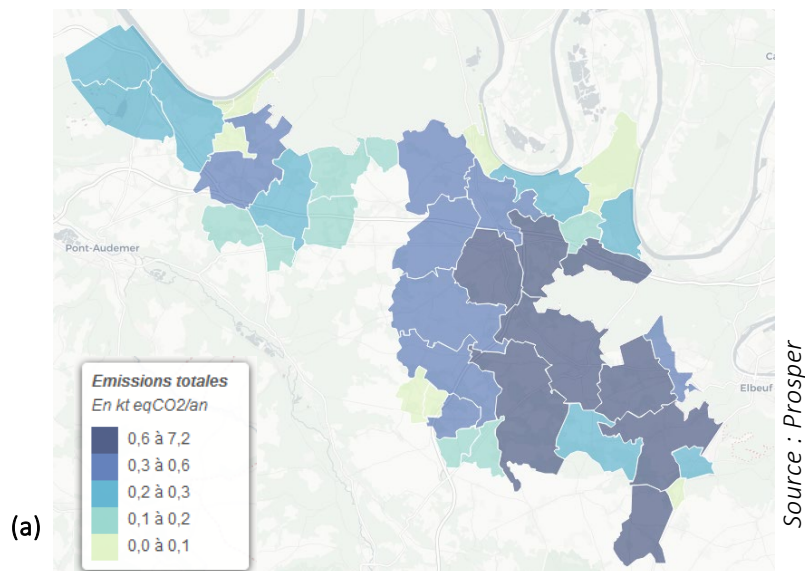 Ca
Pont-Audemer
Elbeuf
Emissions totales
En kt eqCO2/an
0,6 à 7,2
0,3 à 0,6
0,2 à 0,3
0,1 à 0,2
0,0 à 0,1
(a)
Source : Prosper